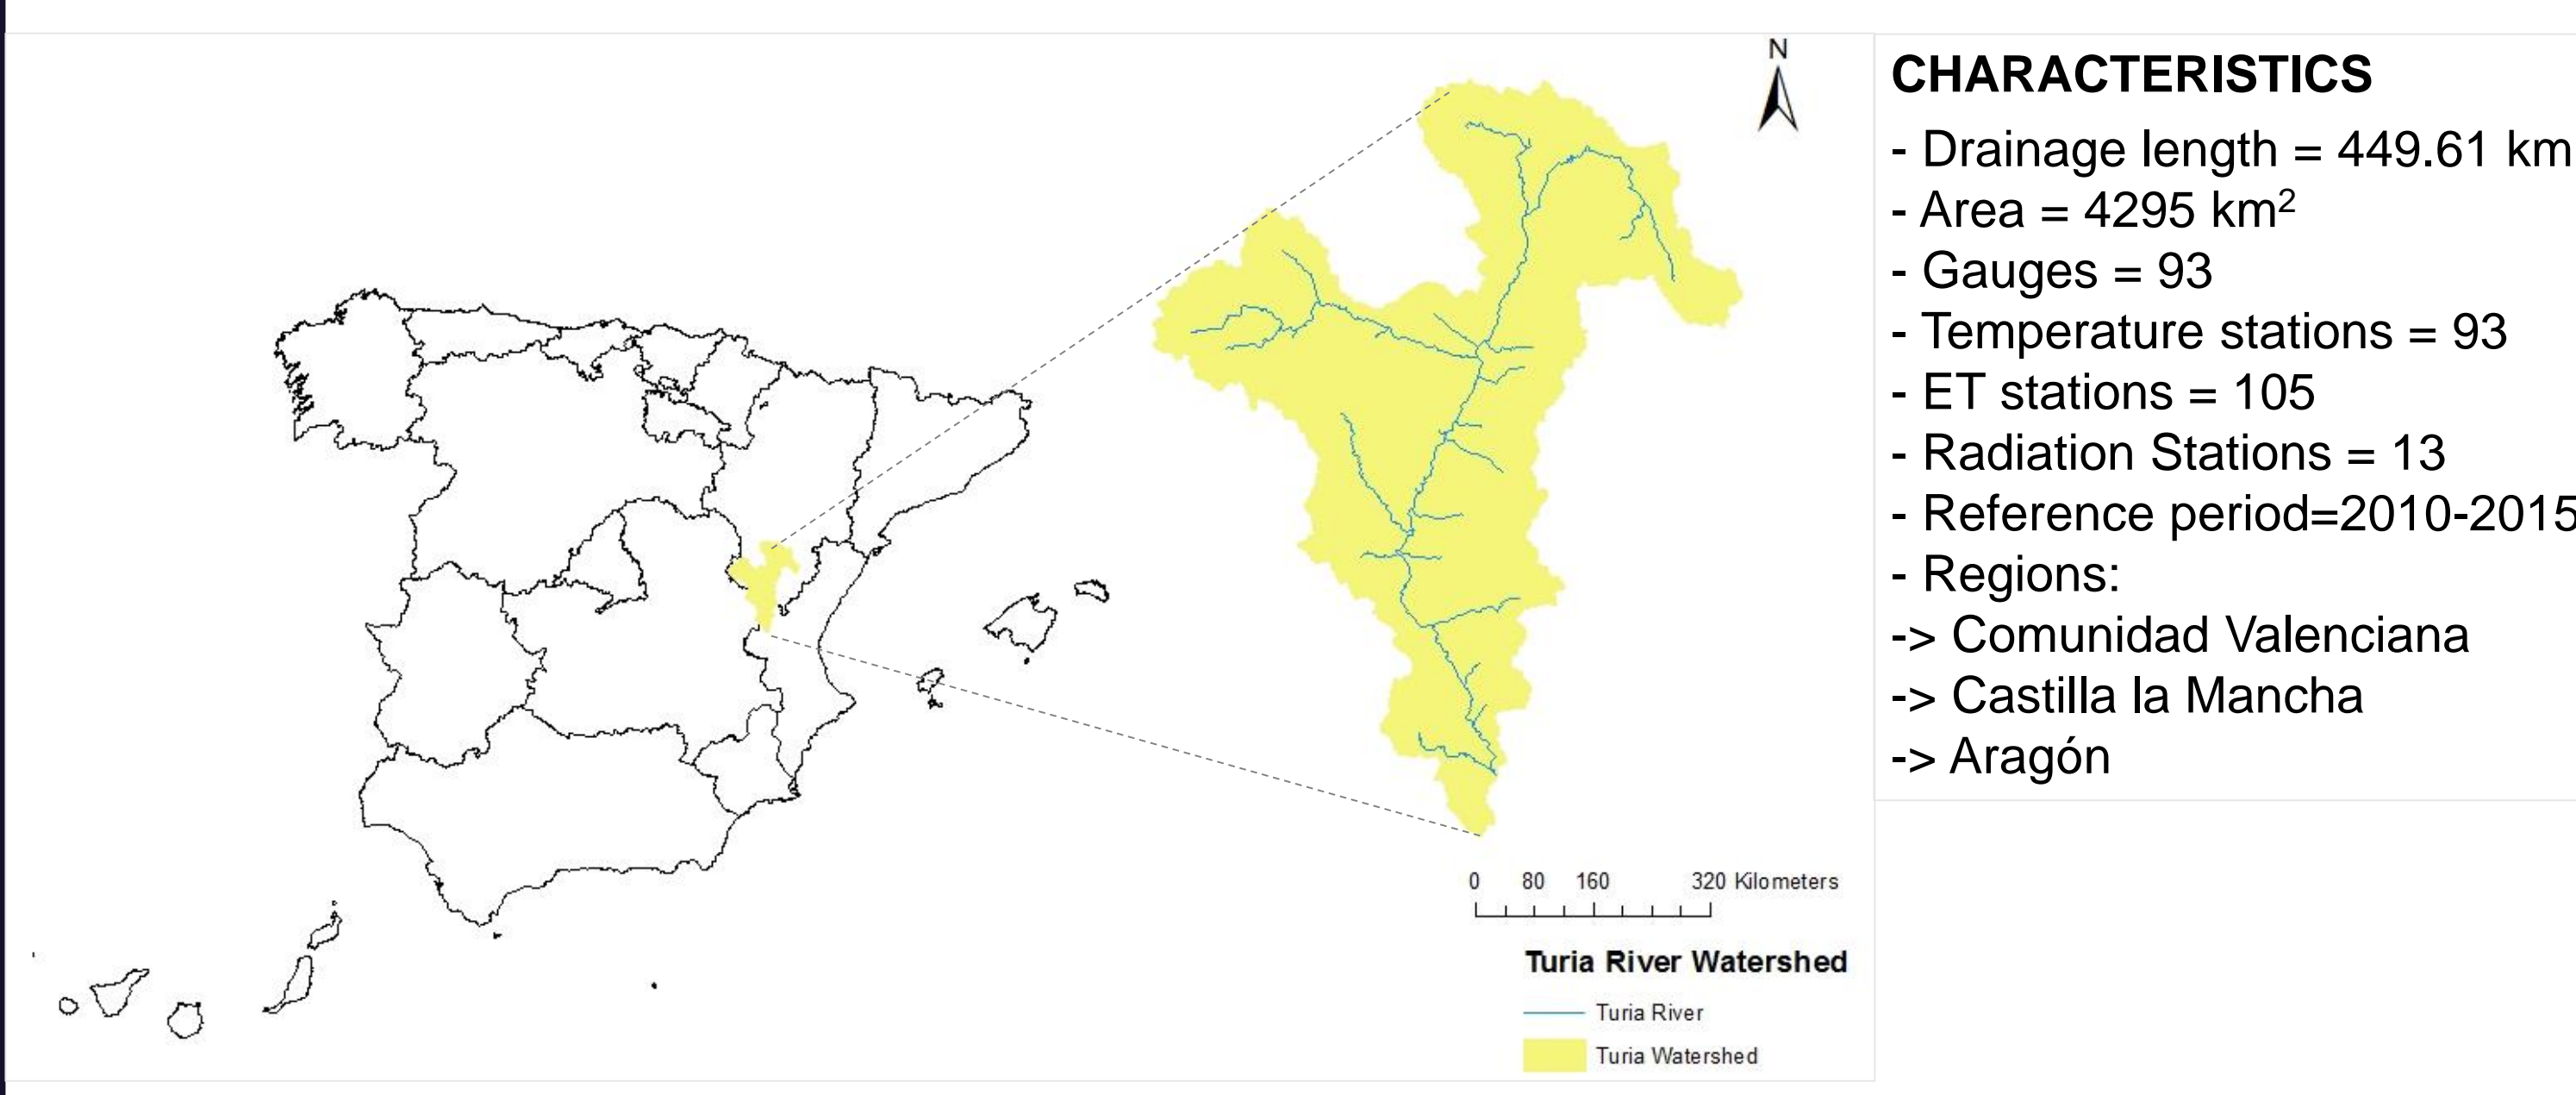 N
0 80 160 320 Kilometers
Turia River Watershed
Turia River
Turia Watershed
CHARACTERISTICS
- Drainage length = 449.61 km
- Area = 4295 km²
- Gauges = 93
- Temperature stations = 93
- ET stations = 105
- Radiation Stations = 13
- Reference period=2010-2015
- Regions:
-> Comunidad Valenciana
-> Castilla la Mancha
-> Aragón